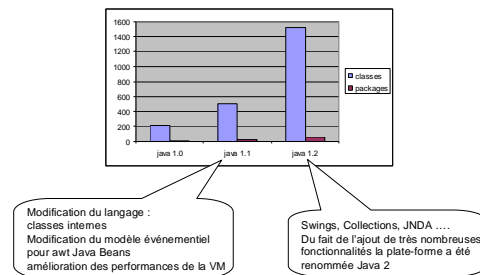 1600
1400
1200
1000
800
600
400
200
0
java 1.0
java 1.1
java 1.2
classes
packages
Modification du langage :
classes internes
Modification du modèle événementiel
pour awt Java Beans
amélioration des performances de la VM
Swings, Collections, JNDA ....
Du fait de l'ajout de très nombreuses
fonctionnalités la plate-forme a été
renommée Java 2